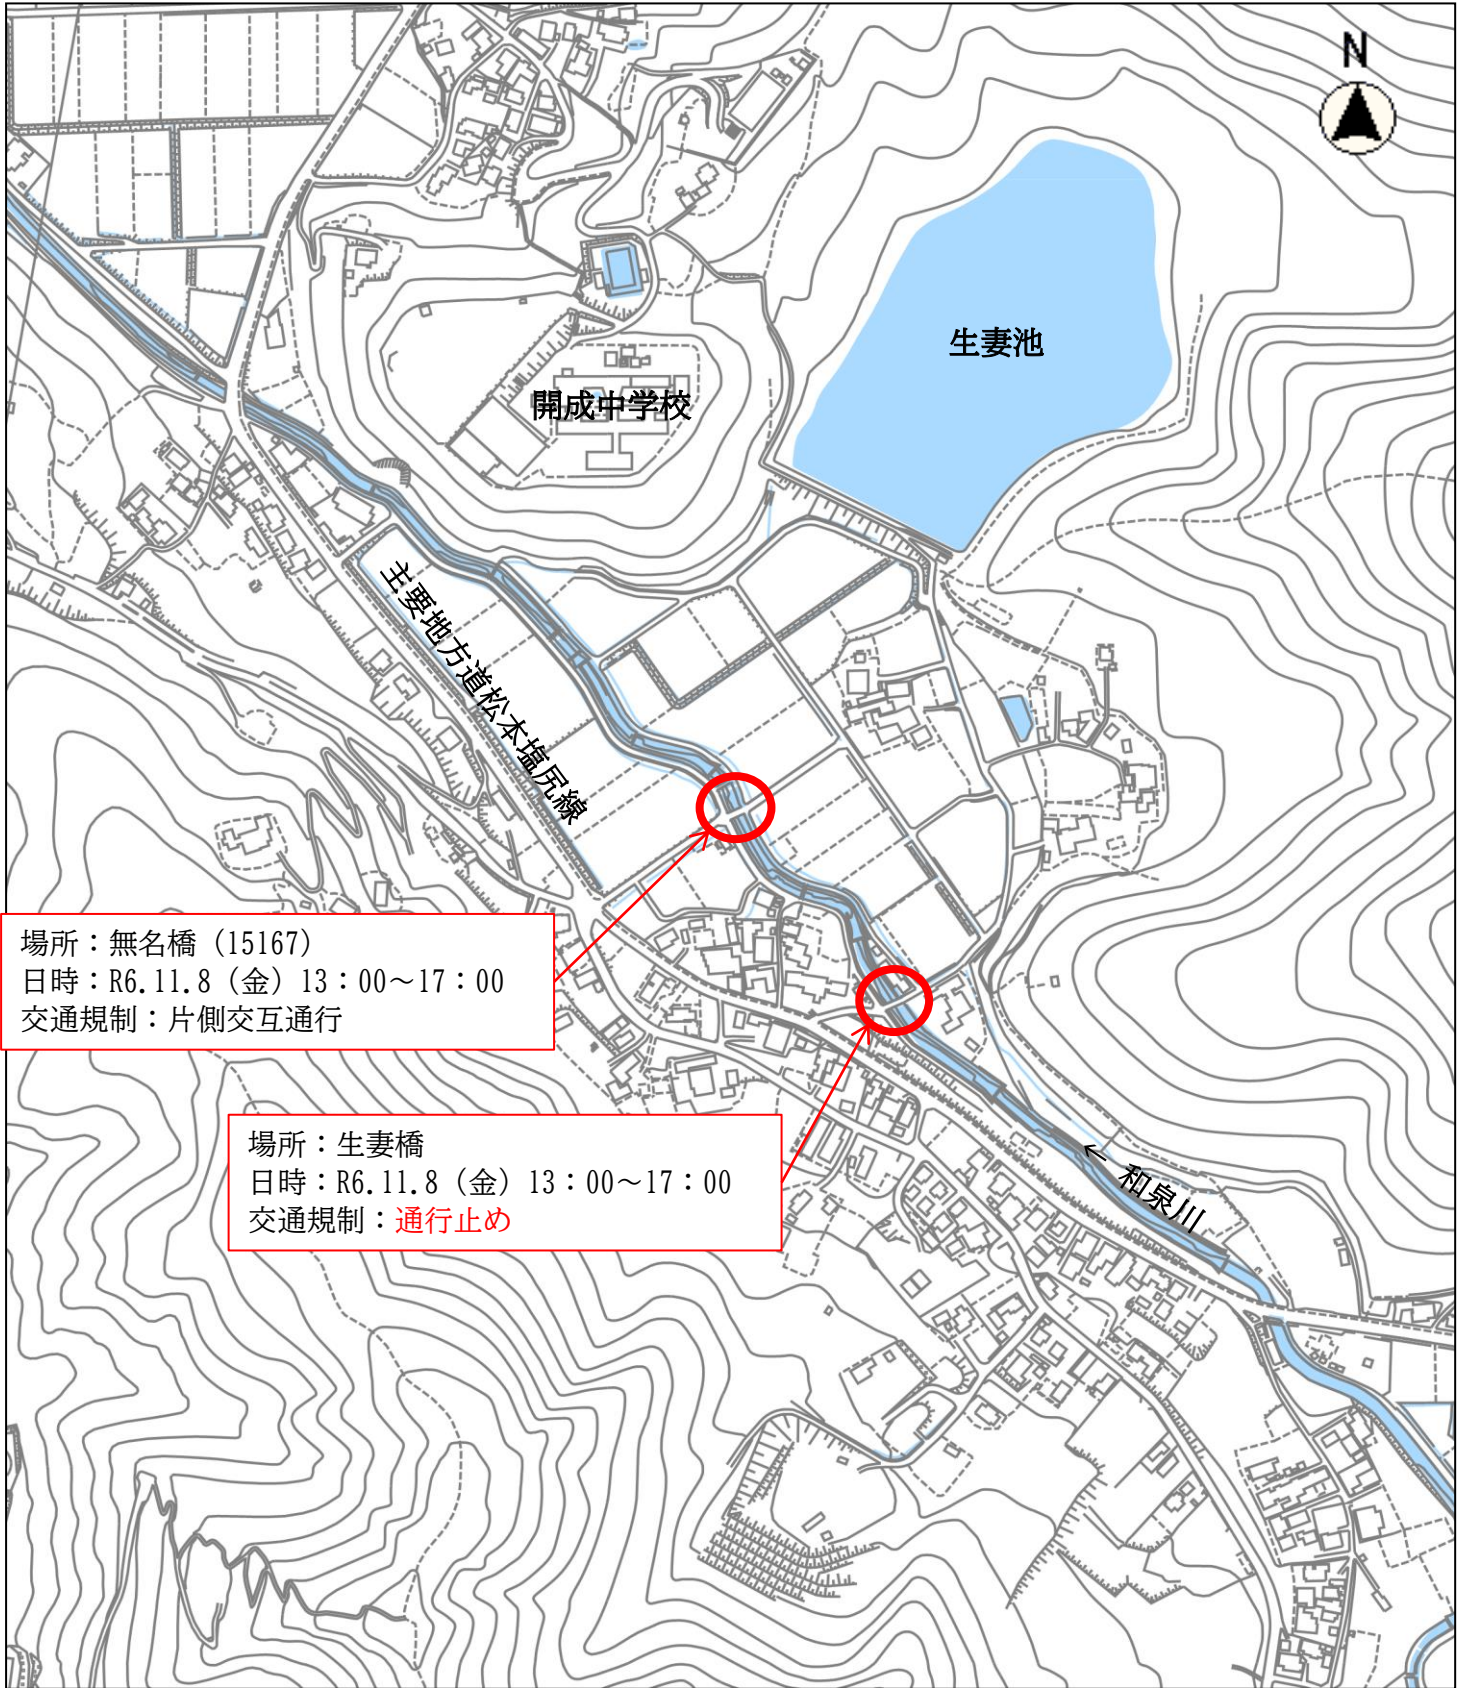 N
生妻池
開成中学校
主要地方道松本塩尻線
場所：無名橋（15167）
日時：R6.11.8（金）13：00～17：00
交通規制：片側交互通行
場所：生妻橋
日時：R6.11.8（金）13：00～17：00
交通規制：通行止め
← 和泉川